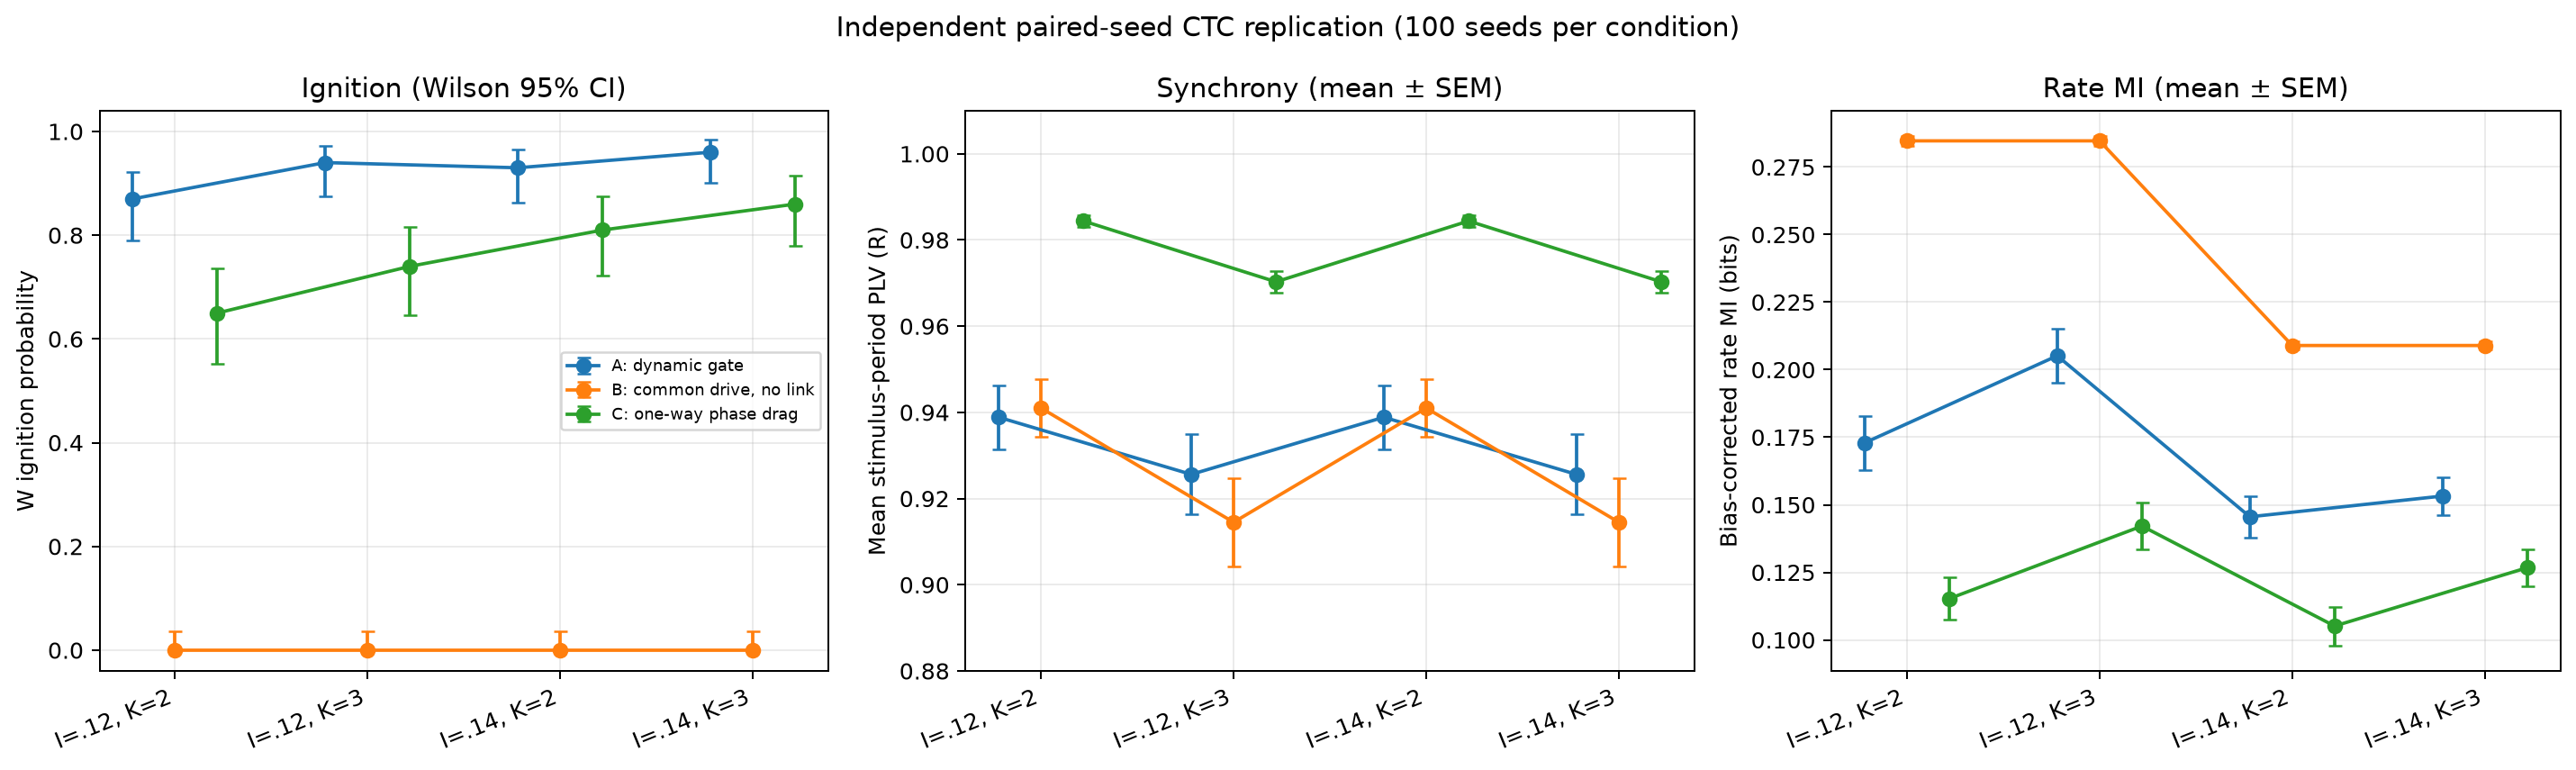 Independent paired-seed CTC replication (100 seeds per condition)
Ignition (Wilson 95% CI)
W ignition probability
1.0
0.8
0.6
0.4
0.2
0.0
A: dynamic gate
B: common drive, no link
C: one-way phase drag
I=.12, K=2
I=.12, K=3
I=.14, K=2
I=.14, K=3
Synchrony (mean ± SEM)
Mean stimulus-period PLV (R)
1.00
0.98
0.96
0.94
0.92
0.90
0.88
I=.12, K=2
I=.12, K=3
I=.14, K=2
I=.14, K=3
Rate MI (mean ± SEM)
Bias-corrected rate MI (bits)
0.275
0.250
0.225
0.200
0.175
0.150
0.125
0.100
I=.12, K=2
I=.12, K=3
I=.14, K=2
I=.14, K=3